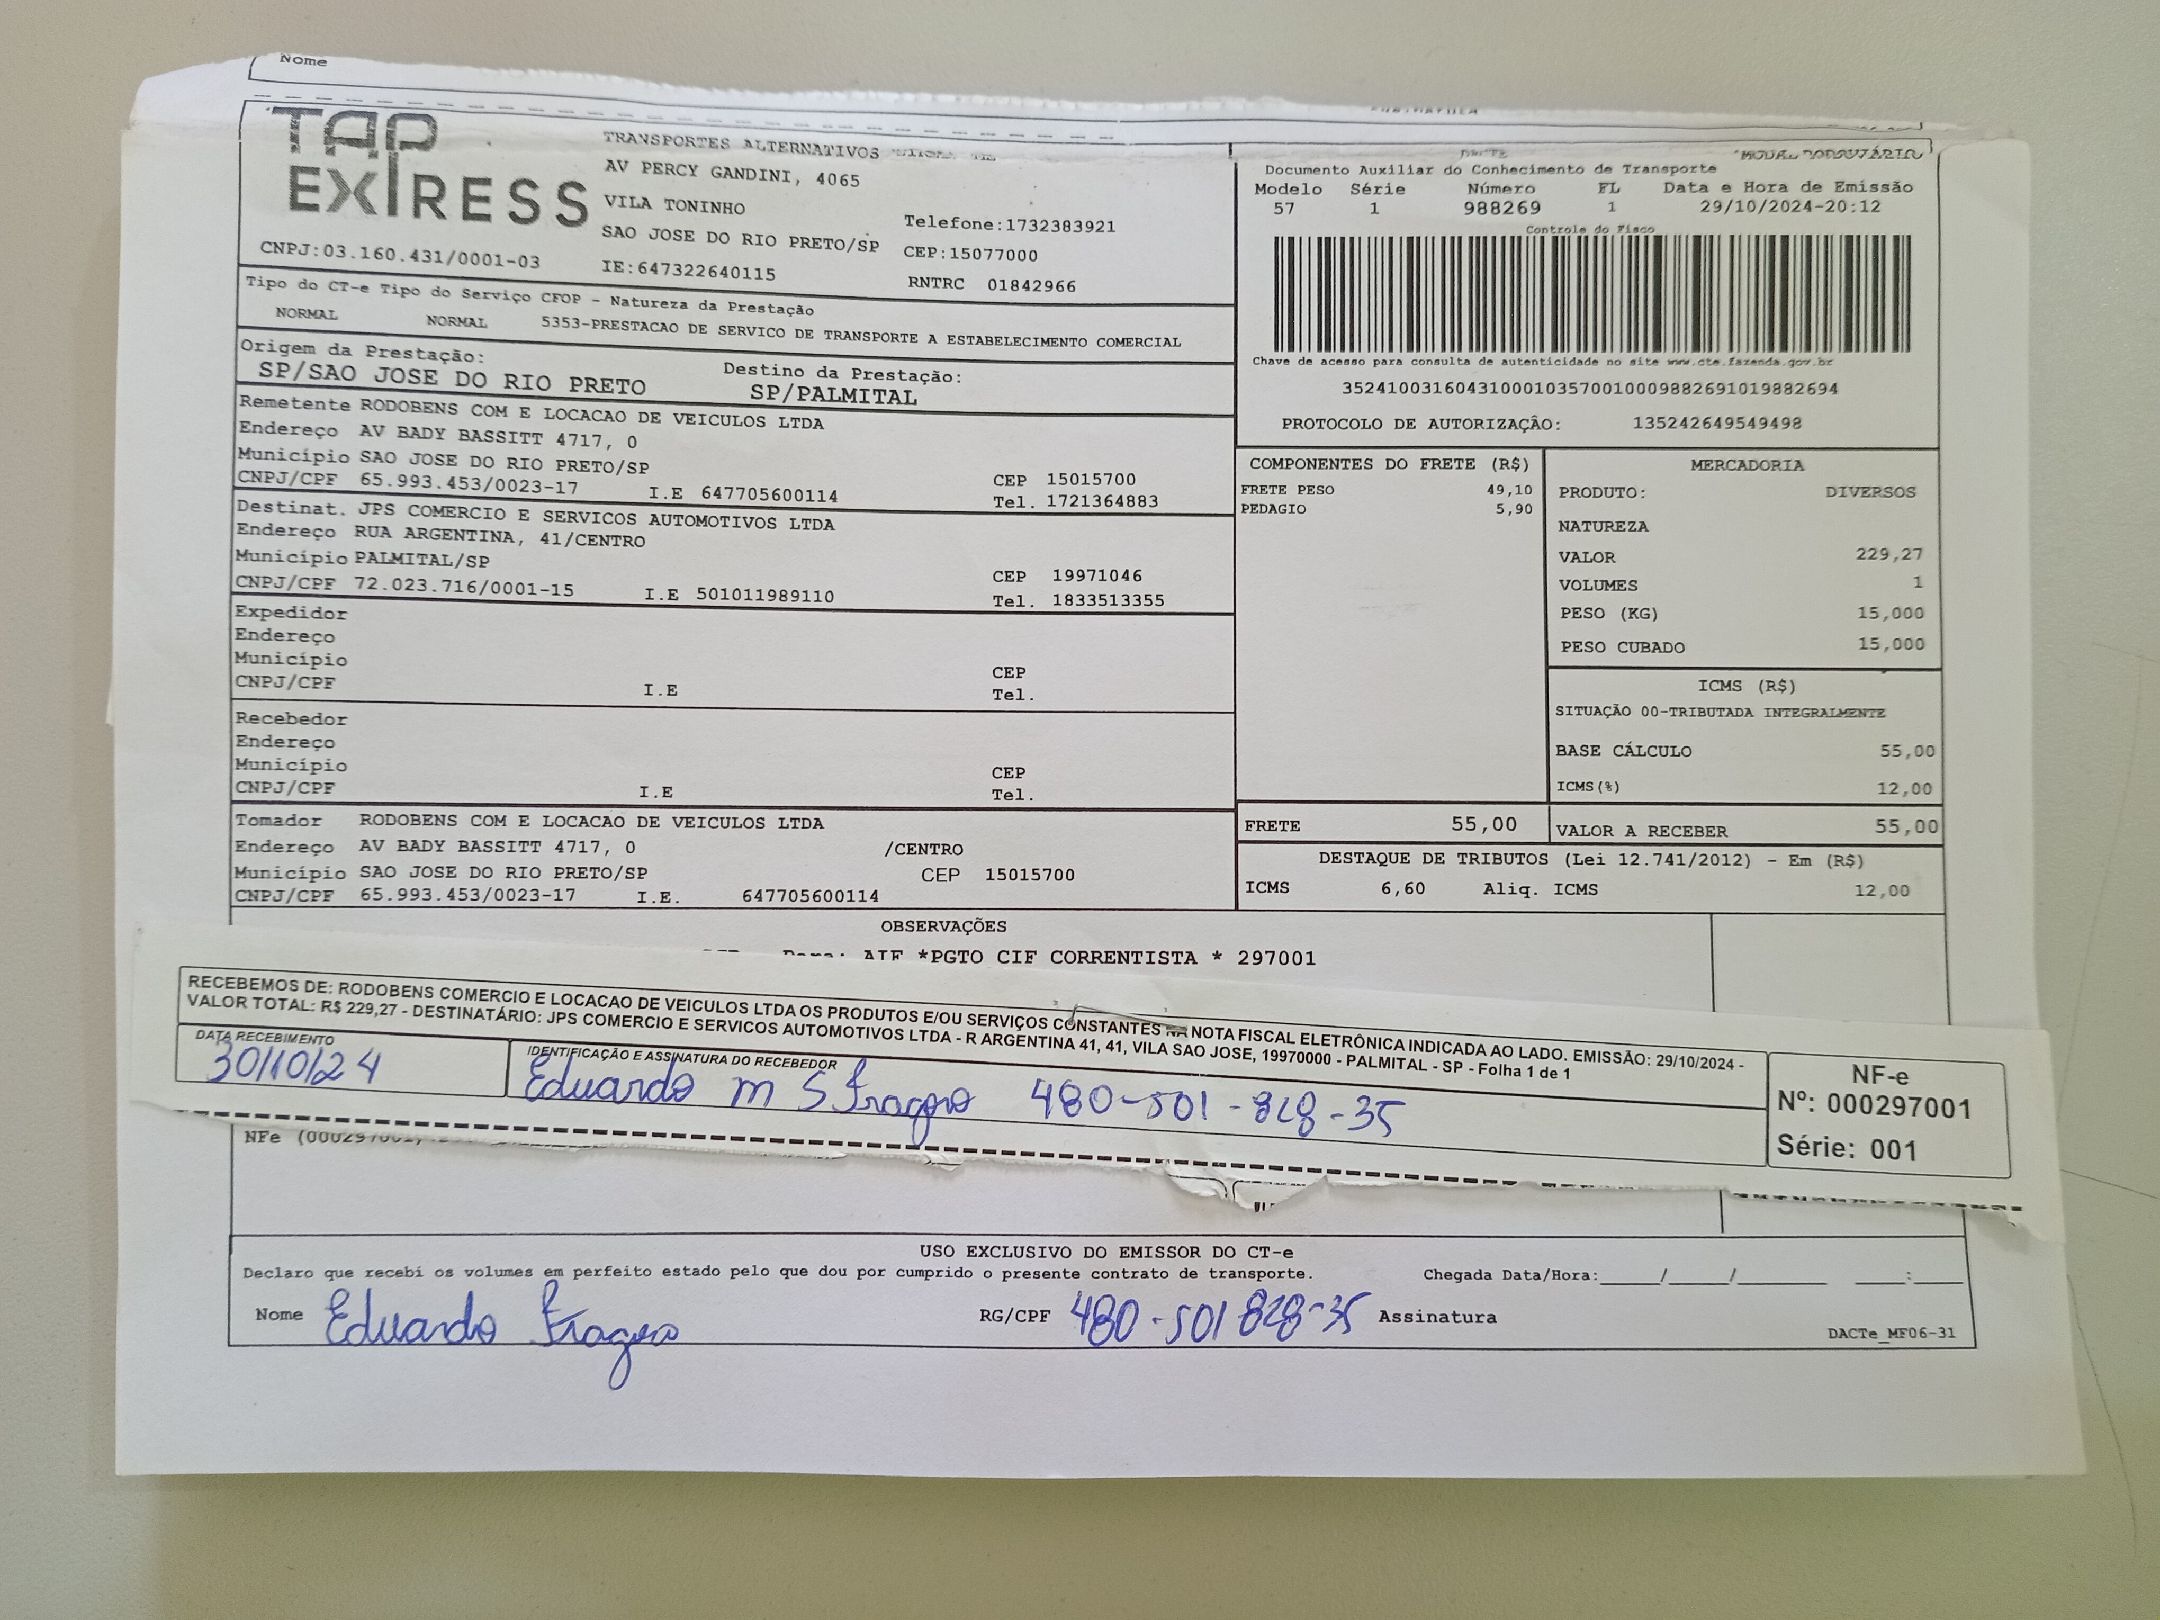 Nome
TAP
EXPRESS
TRANSPORTES ALTERNATIVOS
AV PERCY GANDINI, 4065
VILA TONINHO
Telefone:1732383921
SAO JOSE DO RIO PRETO/SP CEP:15077000
CNPJ:03.160.431/0001-03 IE:647322640115 RNTRC 01842966
Tipo do CT-e Tipo do Serviço CFOP - Natureza da Prestação
NORMAL NORMAL 5353-PRESTACAO DE SERVICO DE TRANSPORTE A ESTABELECIMENTO COMERCIAL
Origem da Prestação: Destino da Prestação:
SP/SAO JOSE DO RIO PRETO SP/PALMITAL
Remetente RODOBENS COM E LOCACAO DE VEICULOS LTDA
Endereço AV BADY BASSITT 4717, 0
Município SAO JOSE DO RIO PRETO/SP CEP 15015700
CNPJ/CPF 65.993.453/0023-17 I.E 647705600114 Tel. 1721364883
Destinat. JPS COMERCIO E SERVICOS AUTOMOTIVOS LTDA
Endereço RUA ARGENTINA, 41/CENTRO
Município PALMITAL/SP CEP 19971046
CNPJ/CPF 72.023.716/0001-15 I.E 501011989110 Tel. 1833513355
Expedidor
Endereço
Município CEP
CNPJ/CPF I.E Tel.
Recebedor
Endereço
Município CEP
CNPJ/CPF I.E Tel.
Tomador RODOBENS COM E LOCACAO DE VEICULOS LTDA
Endereço AV BADY BASSITT 4717, 0 /CENTRO
Município SAO JOSE DO RIO PRETO/SP CEP 15015700
CNPJ/CPF 65.993.453/0023-17 I.E. 647705600114
MODAL RODOVIÁRIO
Documento Auxiliar do Conhecimento de Transporte
Modelo Série Número FL Data e Hora de Emissão
57 1 988269 1 29/10/2024-20:12
Controle do Fisco
Chave de acesso para consulta de autenticidade no site www.cte.fazenda.gov.br
35241003160431000103570010009882691019882694
PROTOCOLO DE AUTORIZAÇÃO: 135242649549498
COMPONENTES DO FRETE (R$)
FRETE PESO 49,10
PEDAGIO 5,90
MERCADORIA
PRODUTO: DIVERSOS
NATUREZA
VALOR 229,27
VOLUMES 1
PESO (KG) 15,000
PESO CUBADO 15,000
ICMS (R$)
SITUAÇÃO 00-TRIBUTADA INTEGRALMENTE
BASE CÁLCULO 55,00
ICMS(%) 12,00
FRETE 55,00 VALOR A RECEBER 55,00
DESTAQUE DE TRIBUTOS (Lei 12.741/2012) - Em (R$)
ICMS 6,60 Aliq. ICMS 12,00
OBSERVAÇÕES
*PGTO CIF CORRENTISTA * 297001
RECEBEMOS DE: RODOBENS COMERCIO E LOCACAO DE VEICULOS LTDA OS PRODUTOS E/OU SERVIÇOS CONSTANTES NA NOTA FISCAL ELETRÔNICA INDICADA AO LADO. EMISSÃO: 29/10/2024 -
VALOR TOTAL: R$ 229,27 - DESTINATÁRIO: JPS COMERCIO E SERVICOS AUTOMOTIVOS LTDA - R ARGENTINA 41, 41, VILA SAO JOSE, 19970000 - PALMITAL - SP - Folha 1 de 1
DATA RECEBIMENTO IDENTIFICAÇÃO E ASSINATURA DO RECEBEDOR
30/10/24 Eduardo m S Fragoso 480-501-828-35
NF-e
Nº: 000297001
Série: 001
NFe (000297001,
USO EXCLUSIVO DO EMISSOR DO CT-e
Declaro que recebi os volumes em perfeito estado pelo que dou por cumprido o presente contrato de transporte. Chegada Data/Hora:_____/_____/_______ ____:____
Nome Eduardo Fragoso RG/CPF 480-501 828-35 Assinatura
DACTe_MF06-31